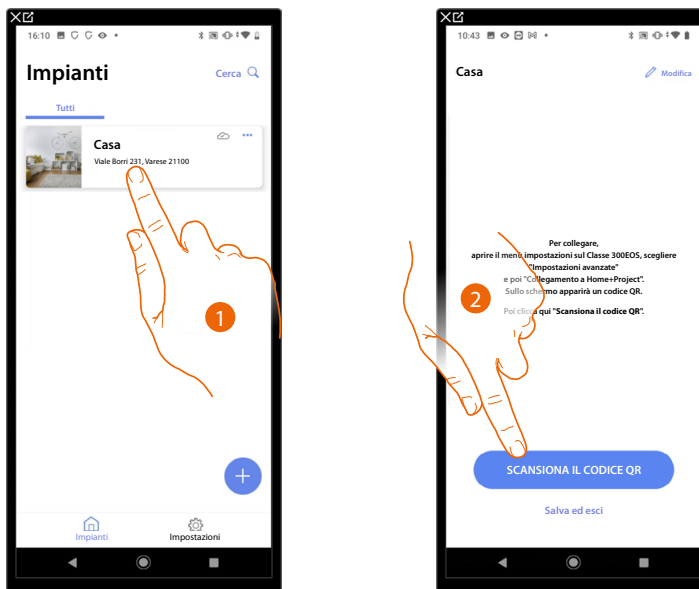 16:10
Impianti
Cerca
Tutti
Casa
Viale Borri 231, Varese 21100
1
Impianti
Impostazioni
10:43
Casa
Modifica
Per collegare,
aprire il menù impostazioni sul Classe 300EOS, scegliere
"Impostazioni avanzate"
e poi "Collegamento a Home+Project".
Sullo schermo apparirà un codice QR.
Poi clicca qui "Scansiona il codice QR".
2
SCANSIONA IL CODICE QR
Salva ed esci